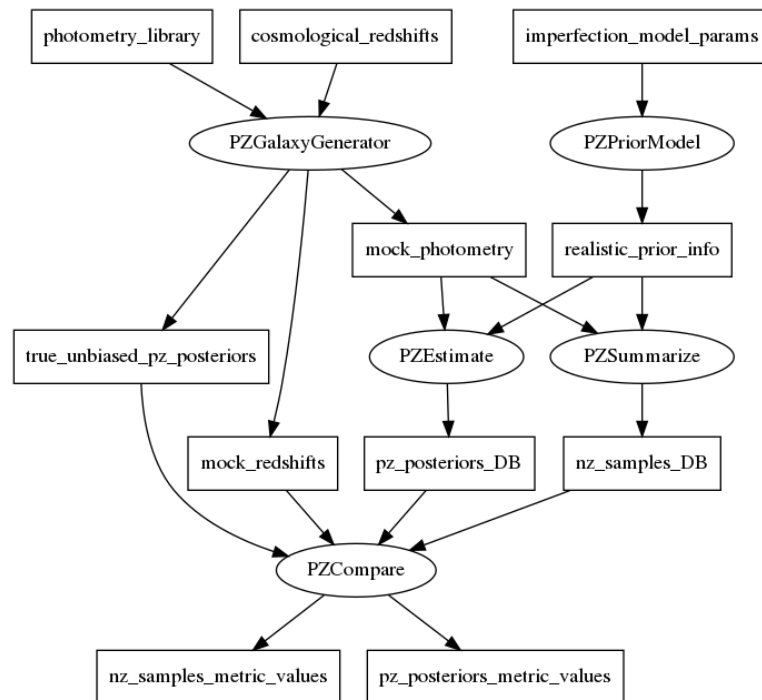 photometry_library
cosmological_redshifts
imperfection_model_params
PZGalaxyGenerator
PZPriorModel
mock_photometry
realistic_prior_info
true_unbiased_pz_posteriors
PZEstimate
PZSummarize
mock_redshifts
pz_posteriors_DB
nz_samples_DB
PZCompare
nz_samples_metric_values
pz_posteriors_metric_values